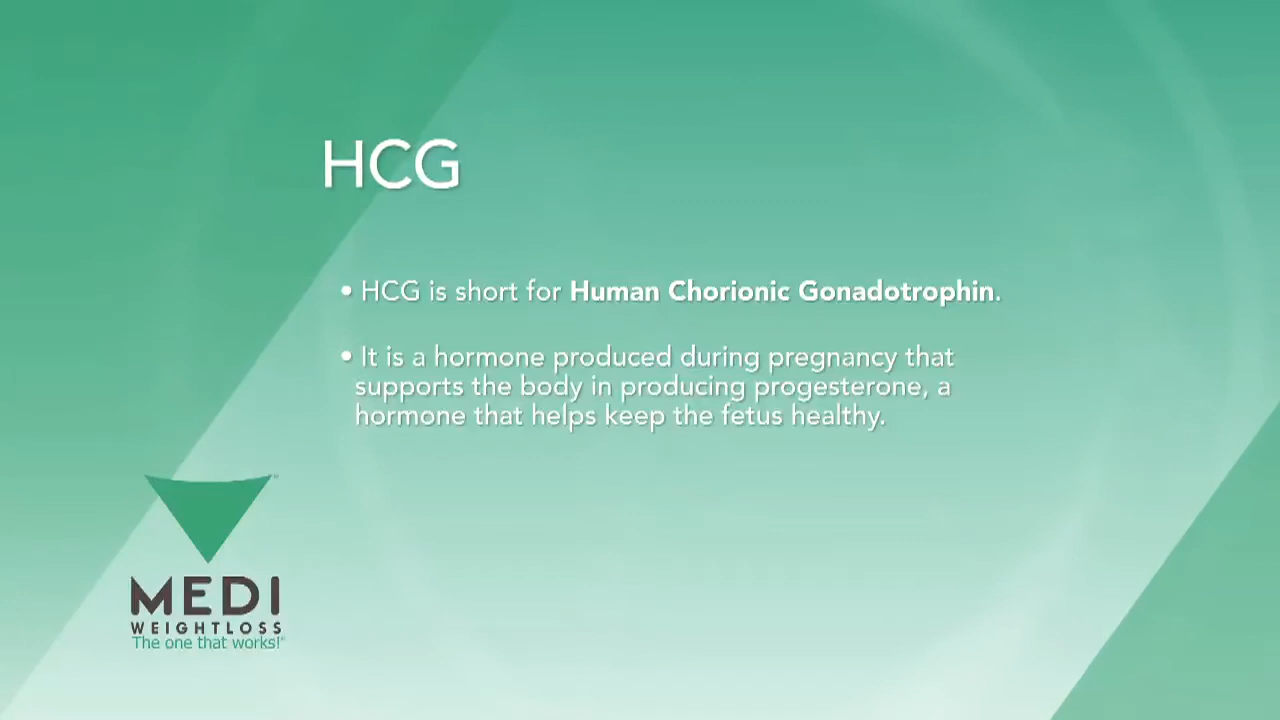 HCG
• HCG is short for Human Chorionic Gonadotrophin.
• It is a hormone produced during pregnancy that
supports the body in producing progesterone, a
hormone that helps keep the fetus healthy.
MEDI
WEIGHTLOSS
The one that works!®